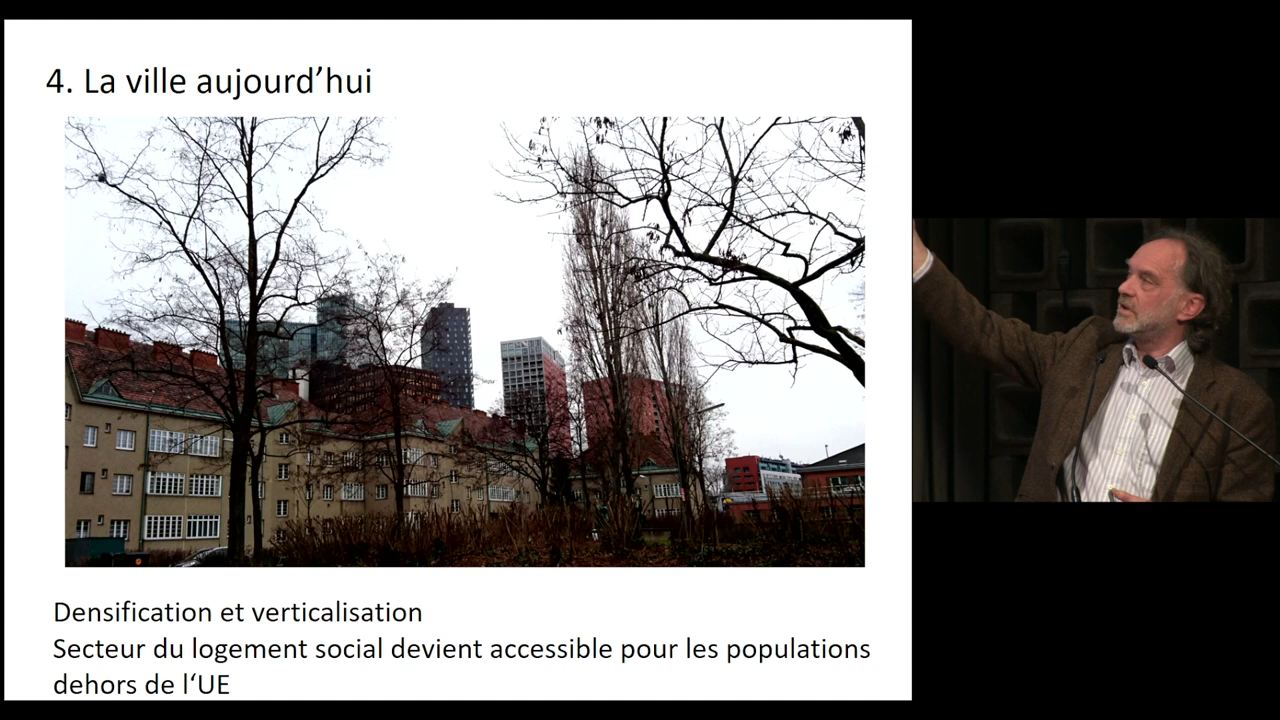 4. La ville aujourd’hui
Densification et verticalisation
Secteur du logement social devient accessible pour les populations
dehors de l‘UE